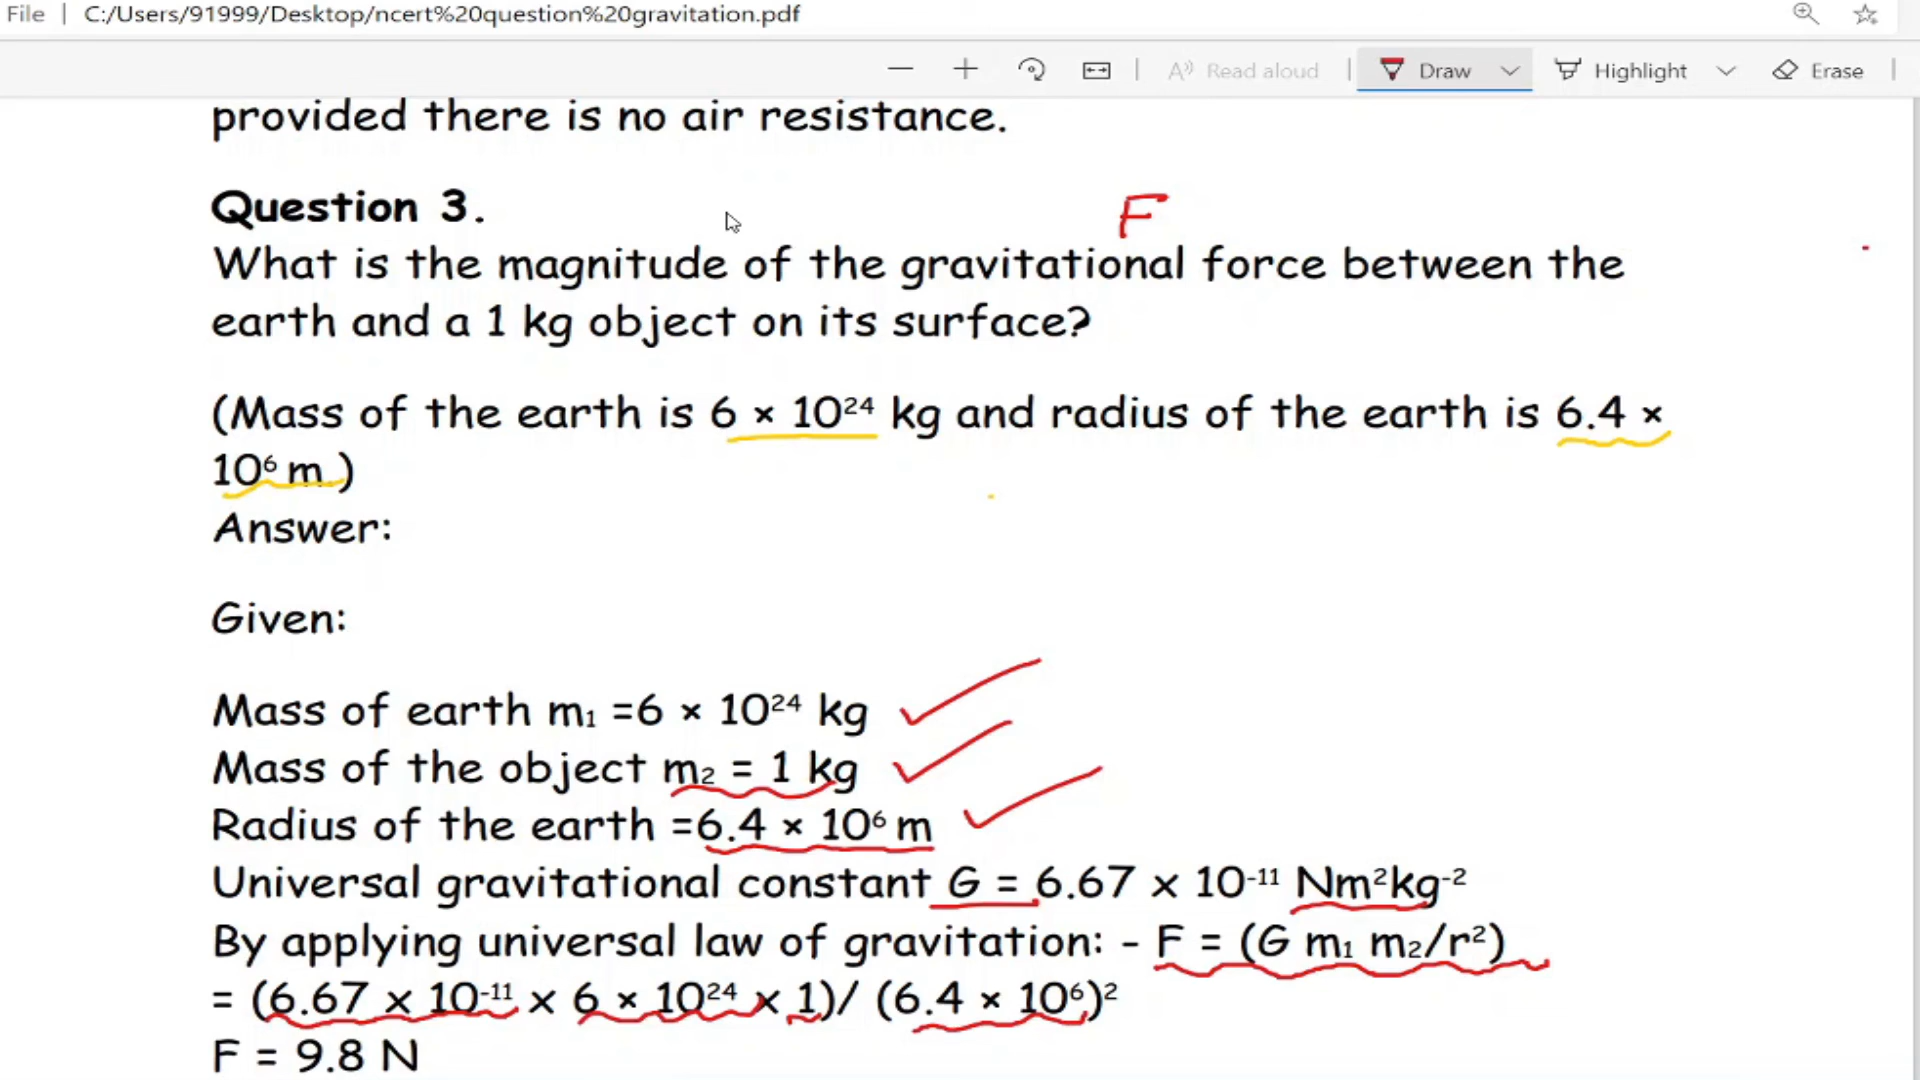 File | C:/Users/91999/Desktop/ncert%20question%20gravitation.pdf
Read aloud Draw Highlight Erase
provided there is no air resistance.
Question 3.
F
What is the magnitude of the gravitational force between the
earth and a 1 kg object on its surface?
(Mass of the earth is 6 × 10²⁴ kg and radius of the earth is 6.4 ×
10⁶ m.)
Answer:
Given:
Mass of earth m₁ =6 × 10²⁴ kg
Mass of the object m₂ = 1 kg
Radius of the earth =6.4 × 10⁶ m
Universal gravitational constant G = 6.67 x 10⁻¹¹ Nm²kg⁻²
By applying universal law of gravitation: - F = (G m₁ m₂/r²)
= (6.67 x 10⁻¹¹ x 6 × 10²⁴ x 1)/ (6.4 × 10⁶)²
F = 9.8 N